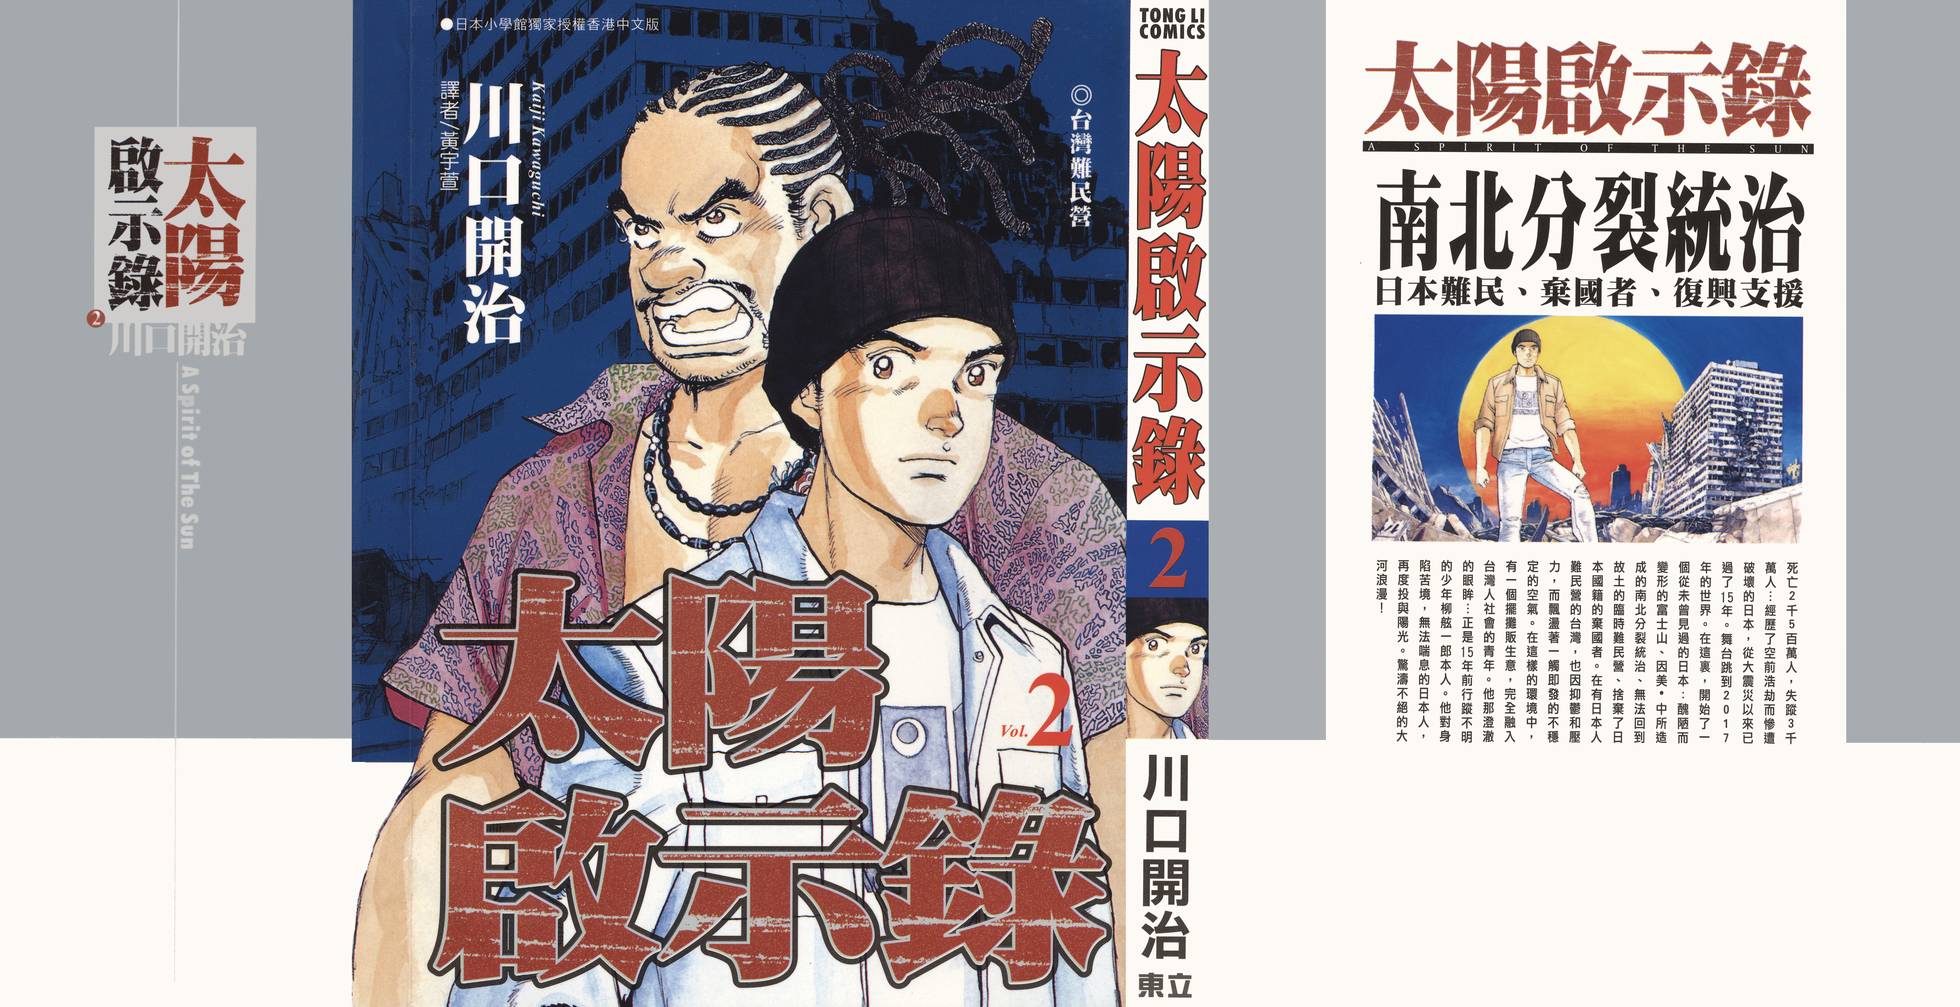 太陽
啟示錄
2
川口開治
A Spirit of The Sun
●日本小學館獨家授權香港中文版
Kaiji Kawaguchi
川口開治
譯者/黃宇萱
◎台灣難民營
太陽
Vol.2
啟示錄
TONG LI
COMICS
太陽啟示錄
2
川口開治
東立
太陽啟示錄
A SPIRIT OF THE SUN
南北分裂統治
日本難民、棄國者、復興支援
死亡2千5百萬人，失蹤3千
萬人…經歷了空前浩劫而慘遭
破壞的日本，從大震災以來已
過了15年。舞台跳到2017
年的世界。在這裏，開始了一
個從未曾見過的日本：醜陋而
變形的富士山、因美・中所造
成的南北分裂統治、無法回到
故土的臨時難民營、捨棄了日
本國籍的棄國者。在有日本人
難民營的台灣，也因抑鬱和壓
力，而飄盪著一觸即發的不穩
定的空氣。在這樣的環境中，
有一個擺攤販生意，完全融入
台灣人社會的青年。他那澄澈
的眼眸…正是15年前行蹤不明
的少年柳舷一郎本人。他對身
陷苦境，無法喘息的日本人，
再度投與陽光。驚濤不絕的大
河浪漫！